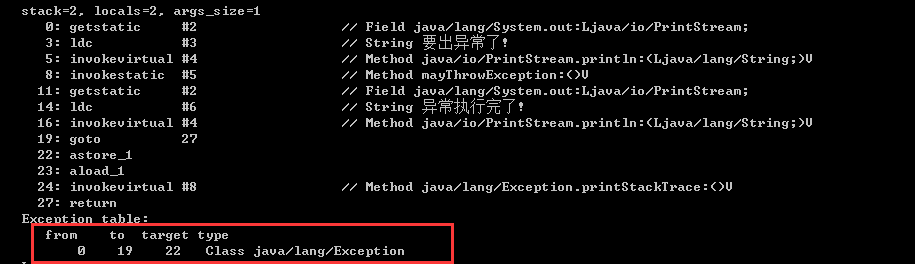 stack=2, locals=2, args_size=1
0: getstatic #2 // Field java/lang/System.out:Ljava/io/PrintStream;
3: ldc #3 // String 要出异常了!
5: invokevirtual #4 // Method java/io/PrintStream.println:(Ljava/lang/String;)V
8: invokestatic #5 // Method mayThrowException:()V
11: getstatic #2 // Field java/lang/System.out:Ljava/io/PrintStream;
14: ldc #6 // String 异常执行完了!
16: invokevirtual #4 // Method java/io/PrintStream.println:(Ljava/lang/String;)V
19: goto 27
22: astore_1
23: aload_1
24: invokevirtual #8 // Method java/lang/Exception.printStackTrace:()V
27: return
Exception table:
from to target type
0 19 22 Class java/lang/Exception